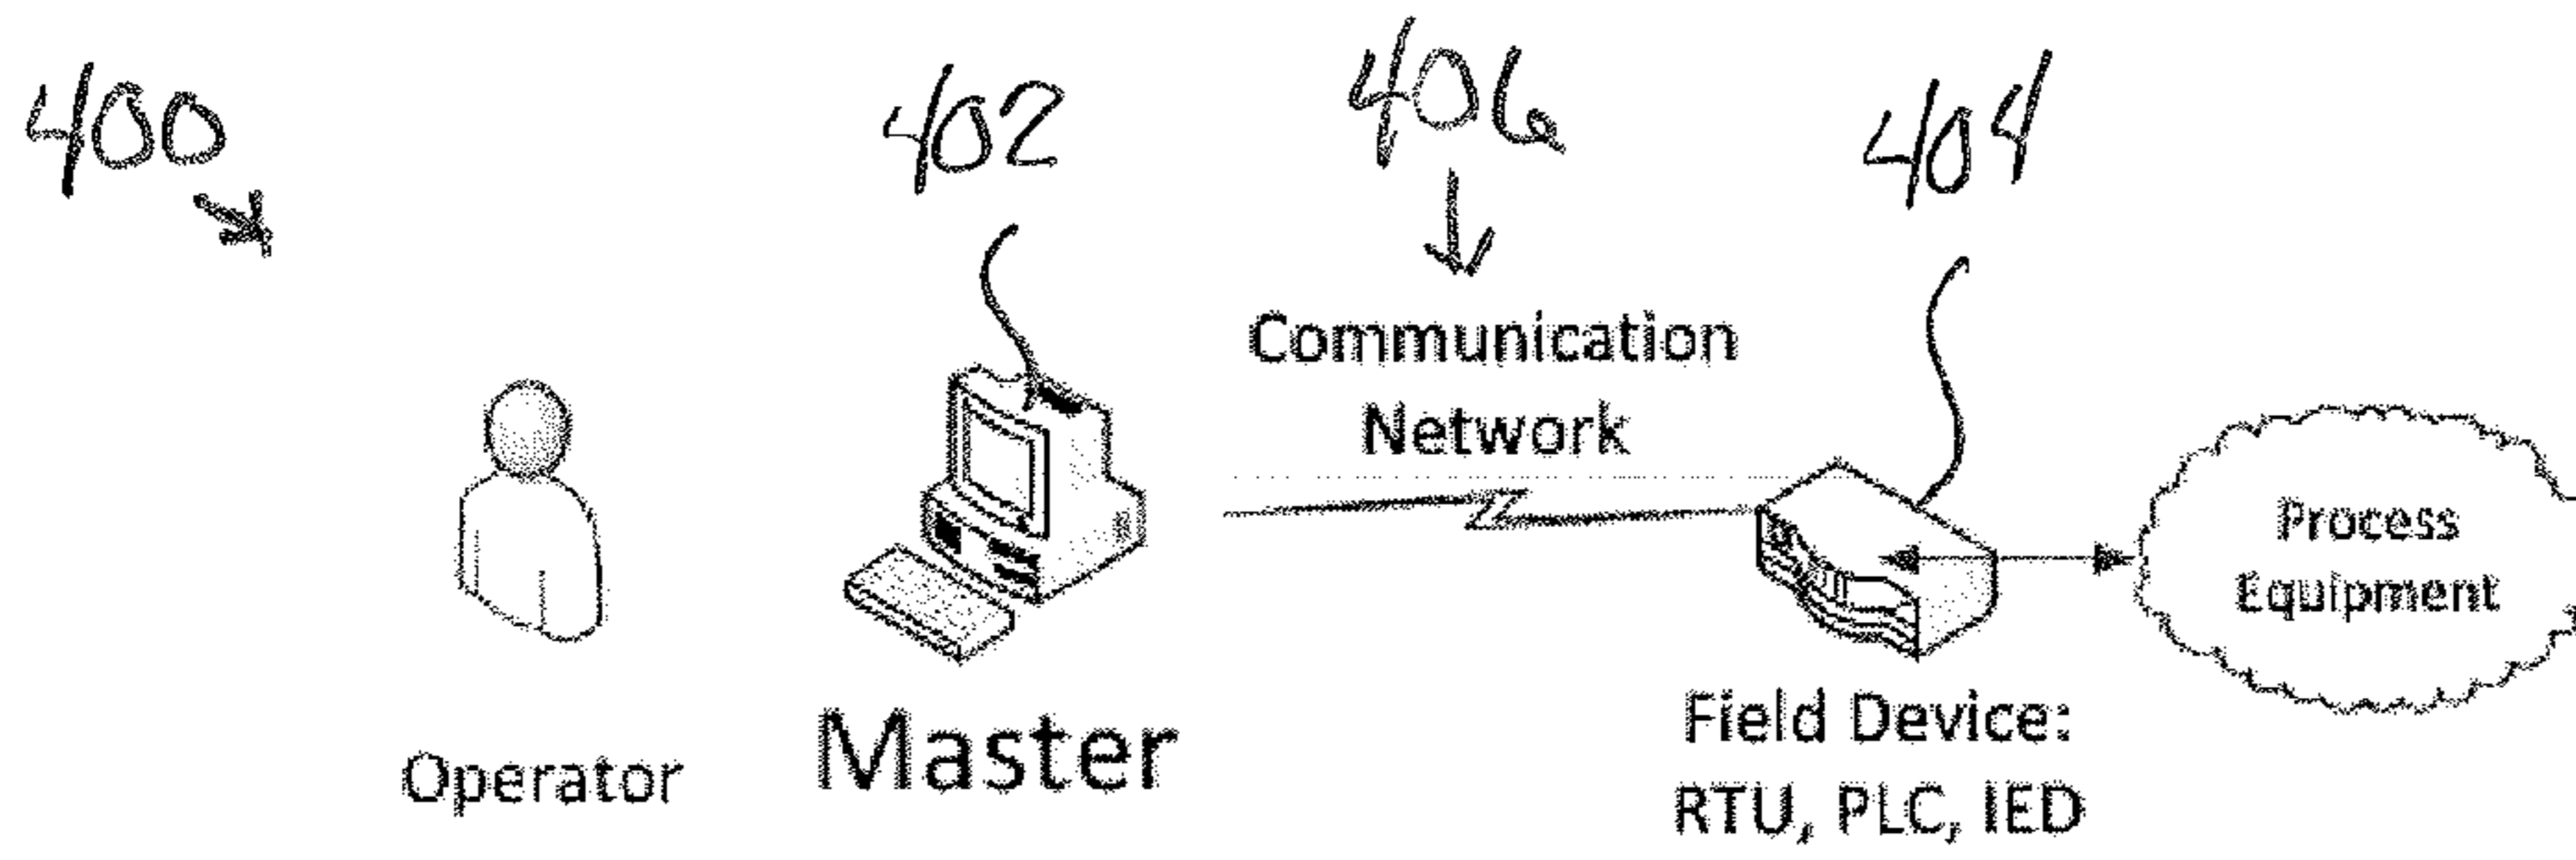 400
402
406
404
Communication
Network
Process
Equipment
Operator
Master
Field Device:
RTU, PLC, IED